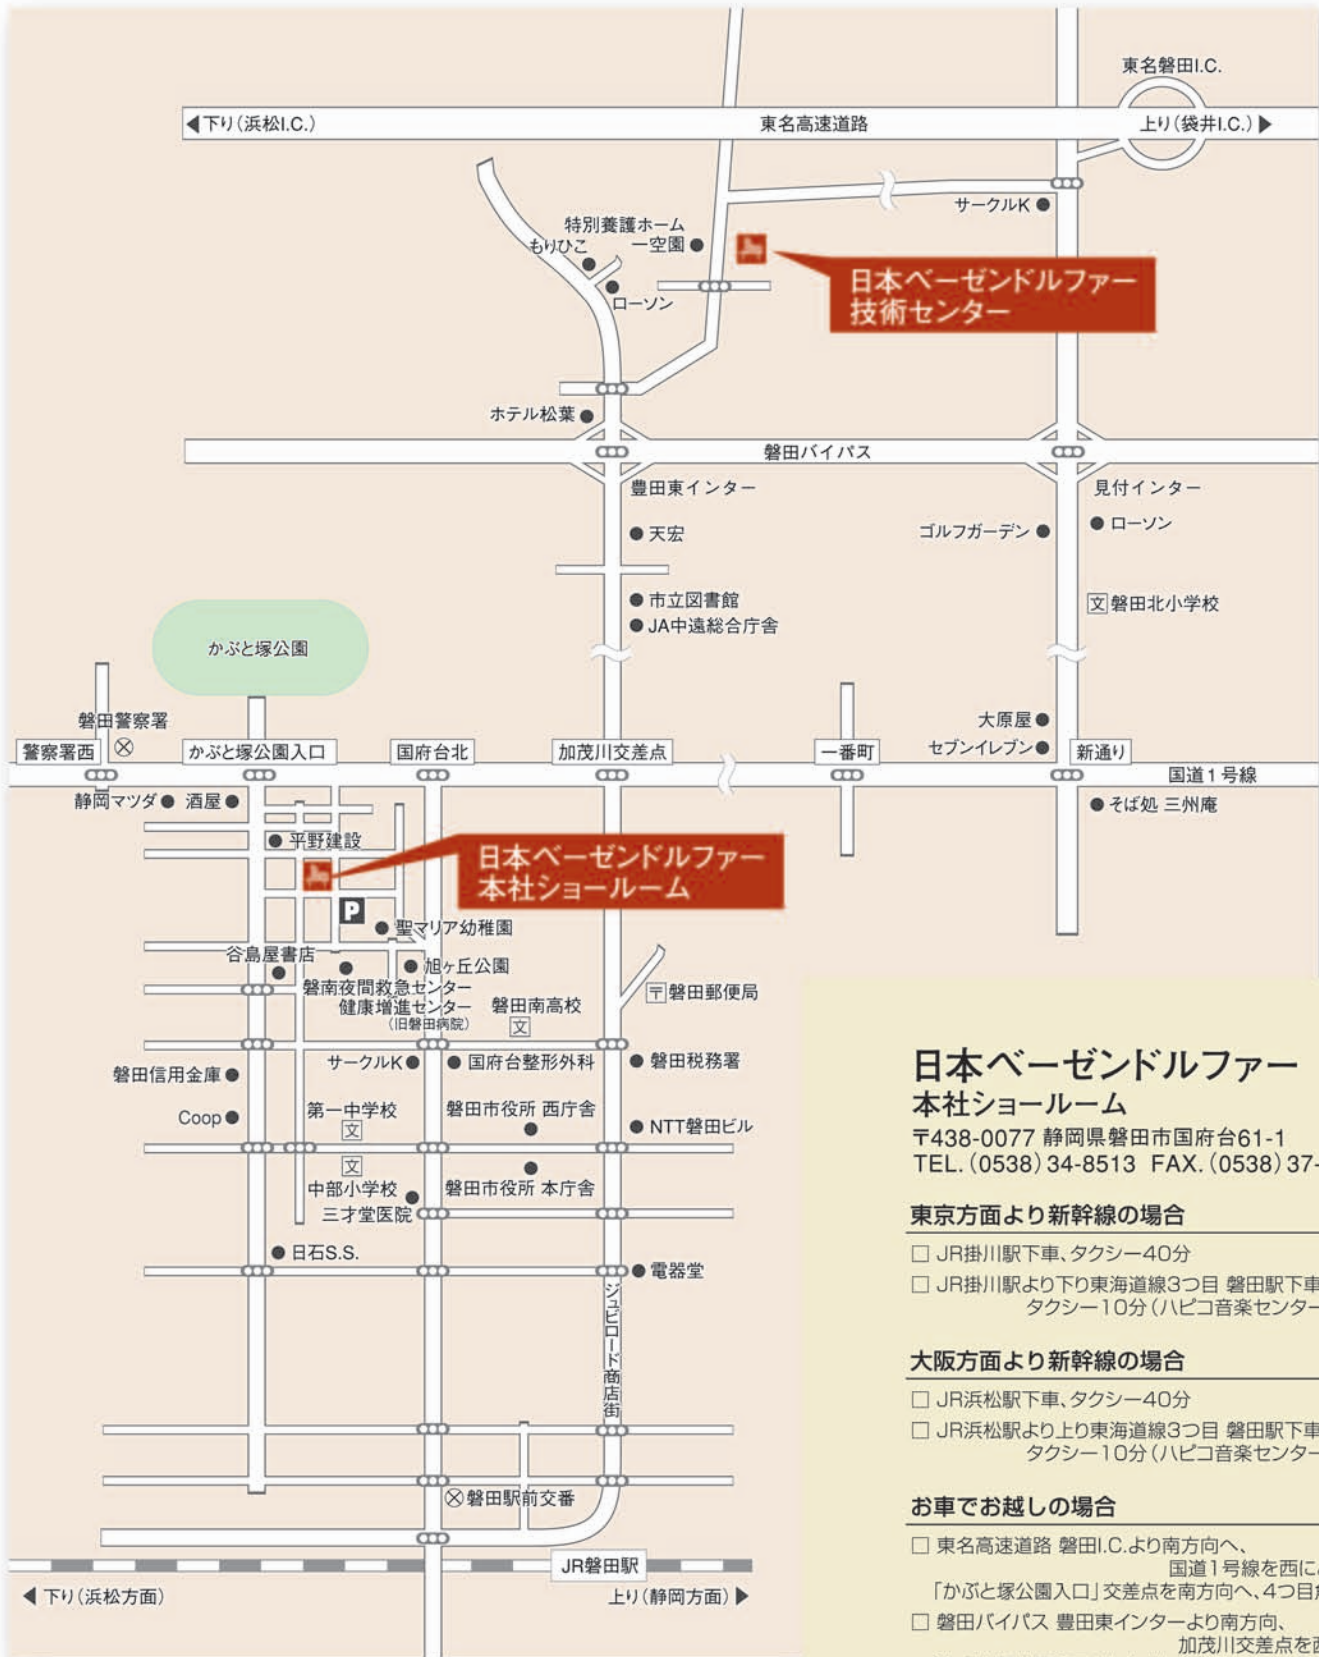 東名磐田I.C.
◀下り(浜松I.C.)
東名高速道路
上り(袋井I.C.)▶
サークルK
特別養護ホーム
一空園
もりひこ
ローソン
日本ベーゼンドルファー
技術センター
ホテル松葉
磐田バイパス
豊田東インター
見付インター
天宏
ゴルフガーデン
ローソン
市立図書館
JA中遠総合庁舎
文 磐田北小学校
かぶと塚公園
磐田警察署
大原屋
セブンイレブン
警察署西
かぶと塚公園入口
国府台北
加茂川交差点
一番町
新通り
国道1号線
静岡マツダ
酒屋
そば処 三州庵
平野建設
日本ベーゼンドルファー
本社ショールーム
P
聖マリア幼稚園
谷島屋書店
旭ヶ丘公園
磐南夜間救急センター
健康増進センター
(旧磐田病院)
磐田南高校
文
〒磐田郵便局
サークルK
国府台整形外科
磐田税務署
磐田信用金庫
Coop
第一中学校
文
磐田市役所 西庁舎
NTT磐田ビル
文
中部小学校
磐田市役所 本庁舎
三才堂医院
日石S.S.
電器堂
ジュビロード商店街
磐田駅前交番
JR磐田駅
◀下り(浜松方面)
上り(静岡方面)▶
日本ベーゼンドルファー
本社ショールーム
〒438-0077 静岡県磐田市国府台61-1
TEL.(0538)34-8513 FAX.(0538)37-
東京方面より新幹線の場合
□ JR掛川駅下車、タクシー40分
□ JR掛川駅より下り東海道線3つ目 磐田駅下車
タクシー10分(ハピコ音楽センター
大阪方面より新幹線の場合
□ JR浜松駅下車、タクシー40分
□ JR浜松駅より上り東海道線3つ目 磐田駅下車
タクシー10分(ハピコ音楽センター
お車でお越しの場合
□ 東名高速道路 磐田I.C.より南方向へ、
国道1号線を西に
「かぶと塚公園入口」交差点を南方向へ、4つ目
□ 磐田バイパス 豊田東インターより南方向、
加茂川交差点を